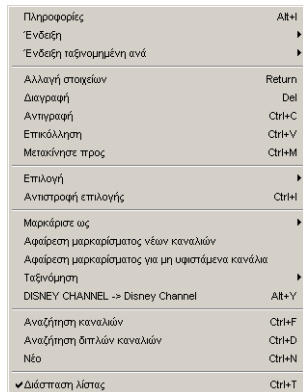 Πληροφορίες Alt+I
Ένδειξη
Ένδειξη ταξινομημένη ανά
Αλλαγή στοιχείων Return
Διαγραφή Del
Αντιγραφή Ctrl+C
Επικόλληση Ctrl+V
Μετακίνησε προς Ctrl+M
Επιλογή
Αντιστροφή επιλογής Ctrl+I
Μαρκάρισε ως
Αφαίρεση μαρκαρίσματος νέων καναλιών
Αφαίρεση μαρκαρίσματος για μη υφιστάμενα κανάλια
Ταξινόμηση
DISNEY CHANNEL -> Disney Channel Alt+Y
Αναζήτηση καναλιών Ctrl+F
Αναζήτηση διπλών καναλιών Ctrl+D
Νέο Ctrl+N
Διάσπαση λίστας Ctrl+T